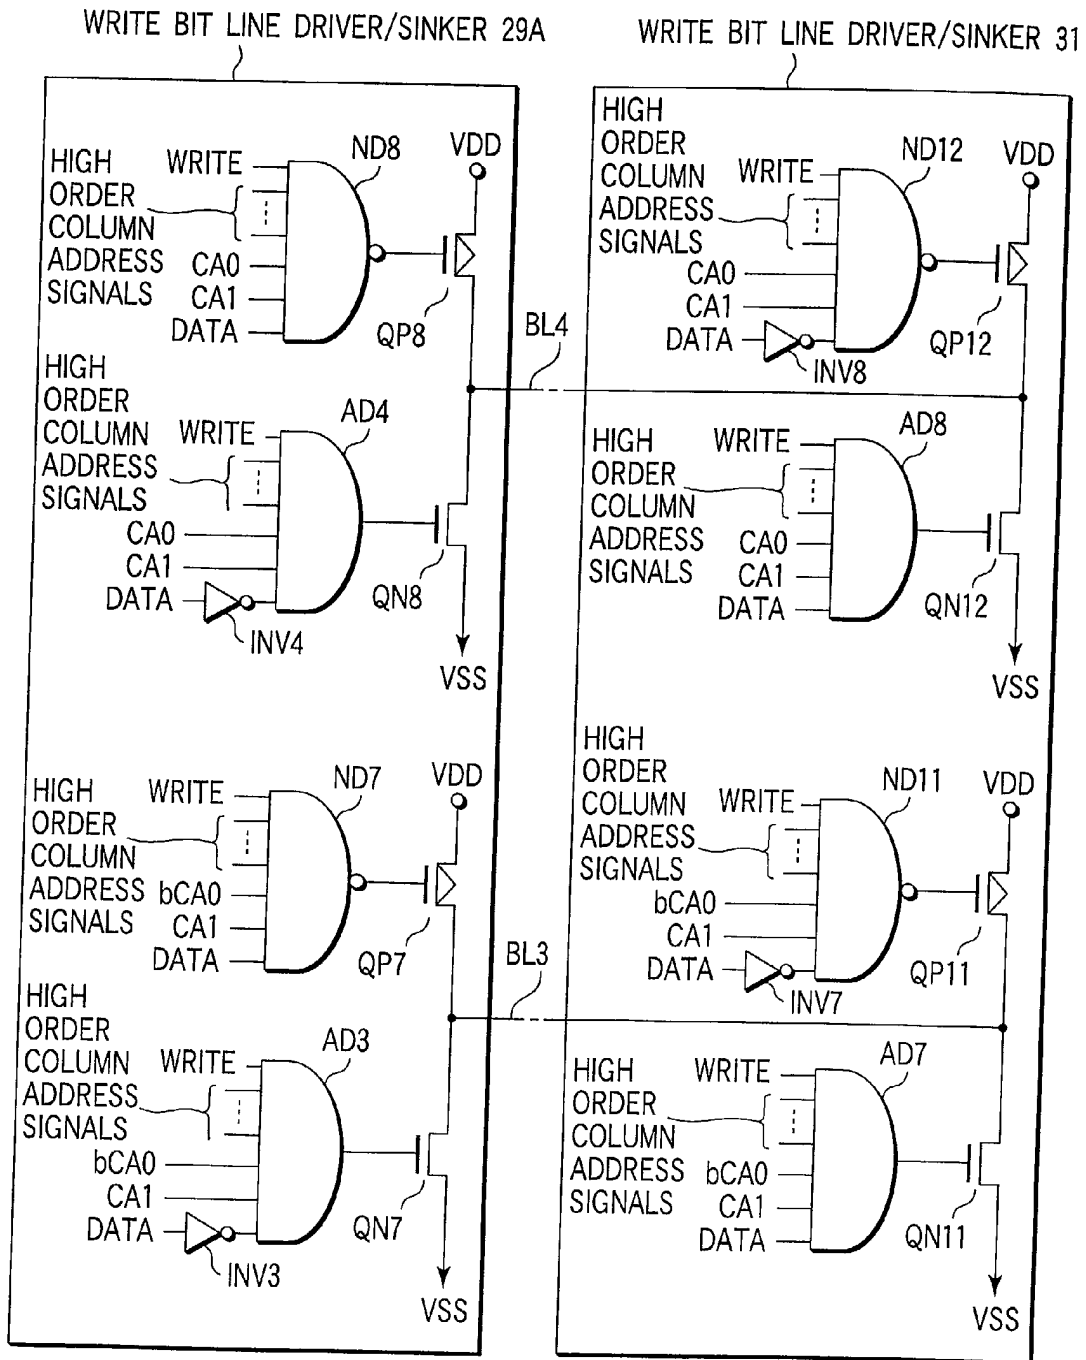 WRITE BIT LINE DRIVER/SINKER 29A
WRITE BIT LINE DRIVER/SINKER 31
HIGH
ORDER
COLUMN
ADDRESS
SIGNALS
WRITE
CA0
CA1
DATA
ND8
VDD
QP8
HIGH
ORDER
COLUMN
ADDRESS
SIGNALS
WRITE
CA0
CA1
DATA
INV4
AD4
QN8
VSS
BL4
HIGH
ORDER
COLUMN
ADDRESS
SIGNALS
WRITE
CA0
CA1
DATA
INV8
ND12
VDD
QP12
HIGH
ORDER
COLUMN
ADDRESS
SIGNALS
WRITE
CA0
CA1
DATA
AD8
QN12
VSS
HIGH
ORDER
COLUMN
ADDRESS
SIGNALS
WRITE
bCA0
CA1
DATA
ND7
VDD
QP7
HIGH
ORDER
COLUMN
ADDRESS
SIGNALS
WRITE
bCA0
CA1
DATA
INV3
AD3
QN7
VSS
BL3
HIGH
ORDER
COLUMN
ADDRESS
SIGNALS
WRITE
bCA0
CA1
DATA
INV7
ND11
VDD
QP11
HIGH
ORDER
COLUMN
ADDRESS
SIGNALS
WRITE
bCA0
CA1
DATA
AD7
QN11
VSS